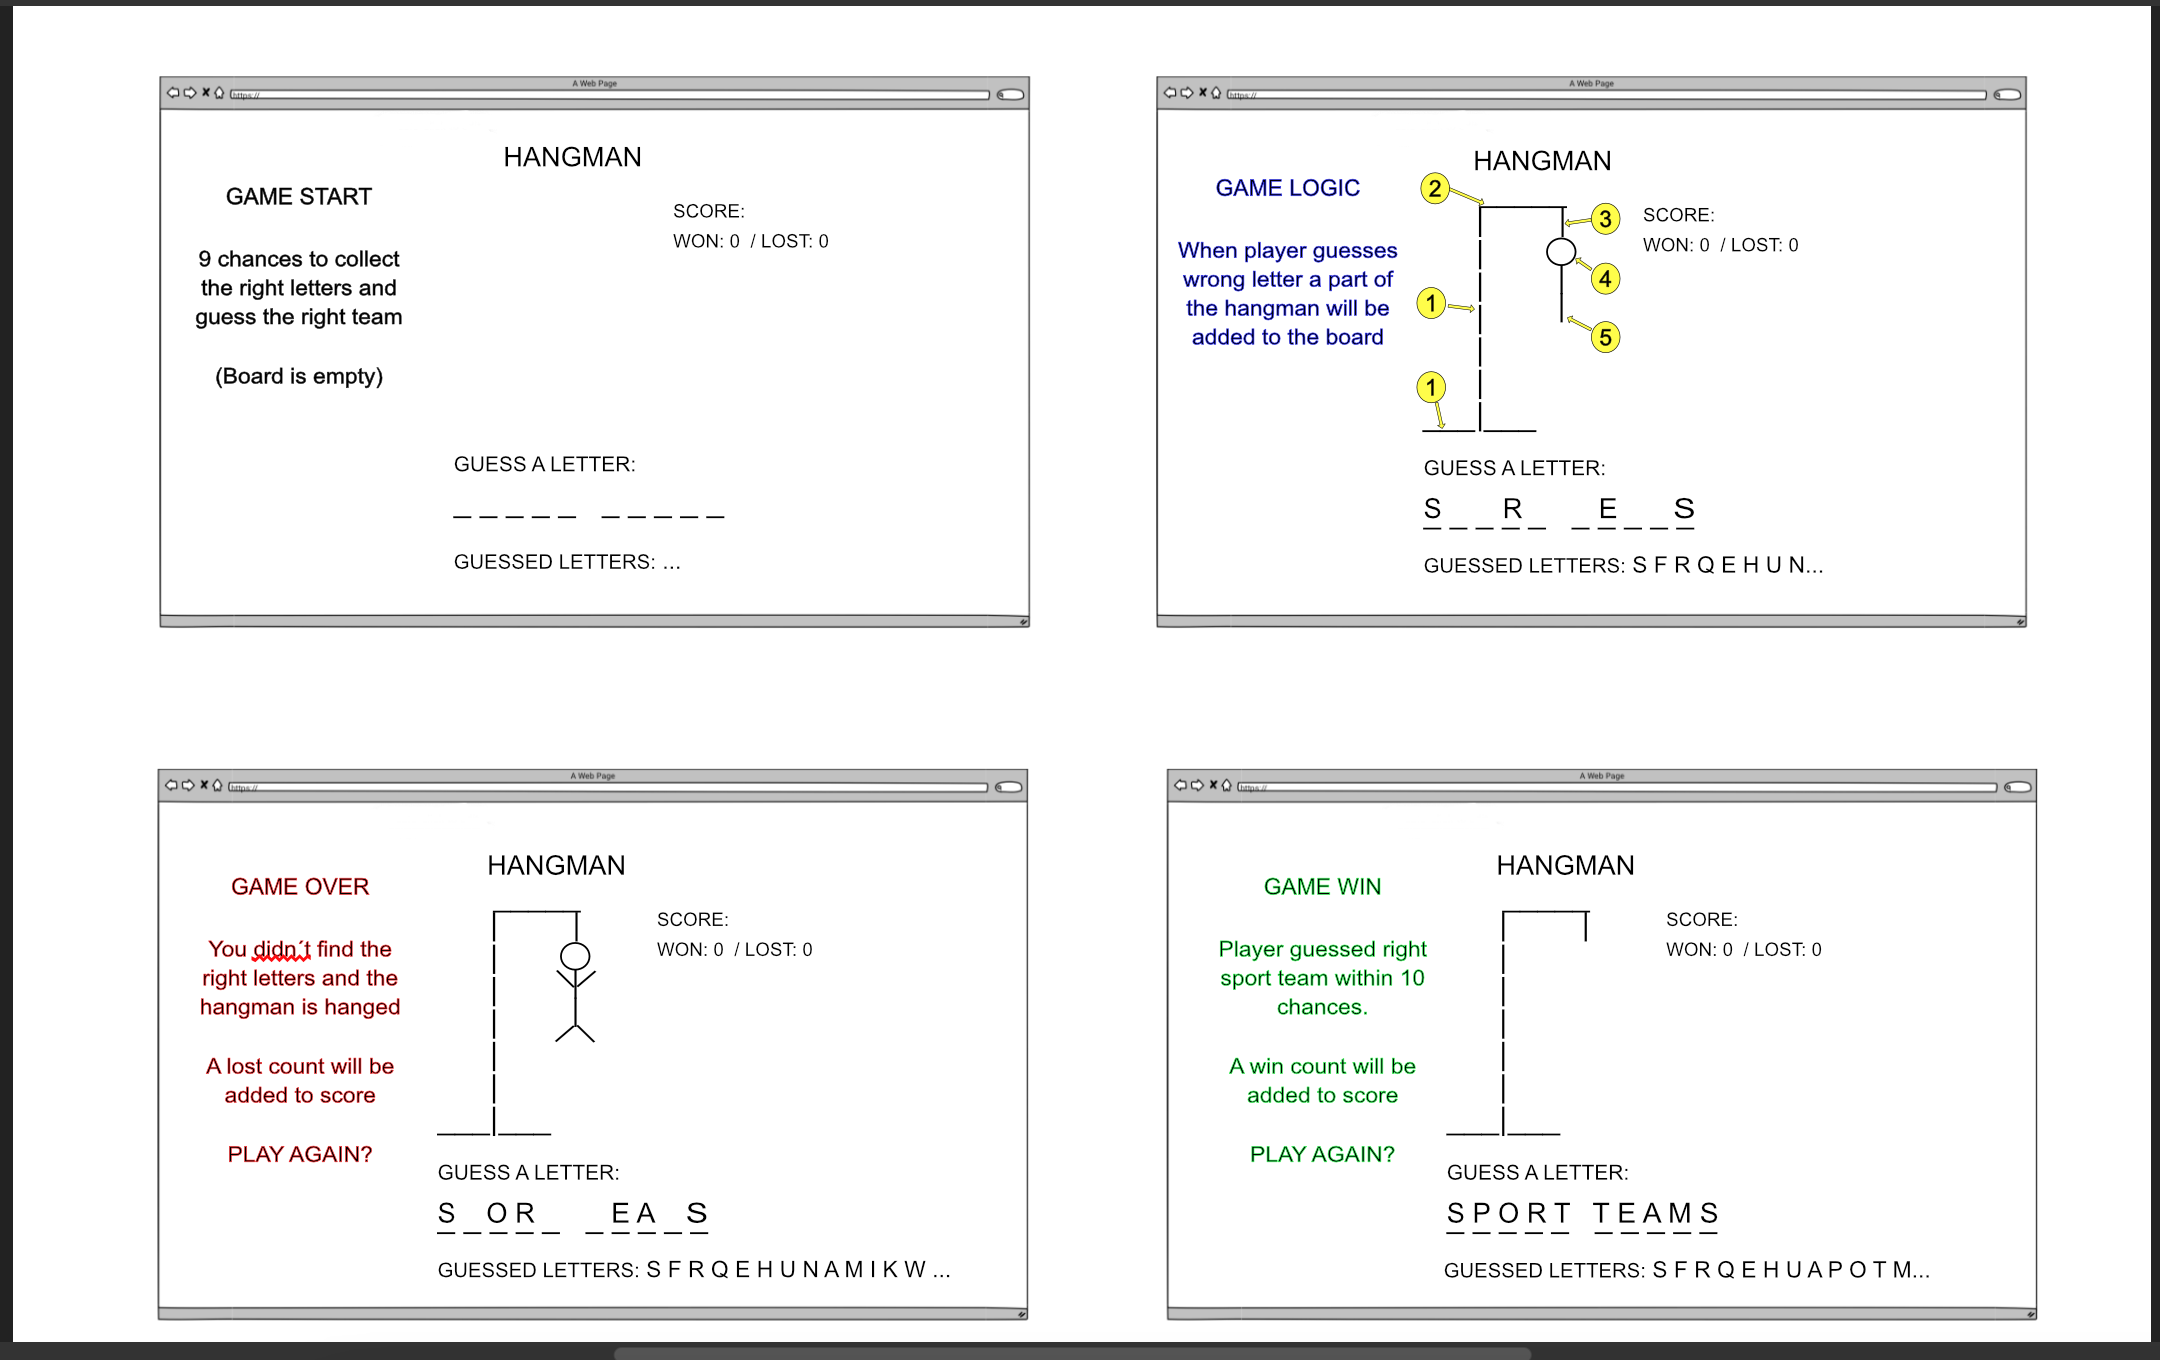 A Web Page
https://
HANGMAN
GAME START
SCORE:
WON: 0 / LOST: 0
9 chances to collect
the right letters and
guess the right team
(Board is empty)
GUESS A LETTER:
_ _ _ _ _ _ _ _ _ _
GUESSED LETTERS: ...
A Web Page
https://
HANGMAN
GAME LOGIC
2
3
SCORE:
WON: 0 / LOST: 0
When player guesses
wrong letter a part of
the hangman will be
added to the board
4
1
5
1
GUESS A LETTER:
S R E S
_ _ _ _ _ _ _ _ _ _
GUESSED LETTERS: S F R Q E H U N...
A Web Page
https://
HANGMAN
GAME OVER
SCORE:
WON: 0 / LOST: 0
You didn´t find the
right letters and the
hangman is hanged
A lost count will be
added to score
PLAY AGAIN?
GUESS A LETTER:
S _ O R E A _ S
_ _ _ _ _ _ _ _ _ _
GUESSED LETTERS: S F R Q E H U N A M I K W ...
A Web Page
https://
HANGMAN
GAME WIN
SCORE:
WON: 0 / LOST: 0
Player guessed right
sport team within 10
chances.
A win count will be
added to score
PLAY AGAIN?
GUESS A LETTER:
S P O R T T E A M S
_ _ _ _ _ _ _ _ _ _
GUESSED LETTERS: S F R Q E H U A P O T M...